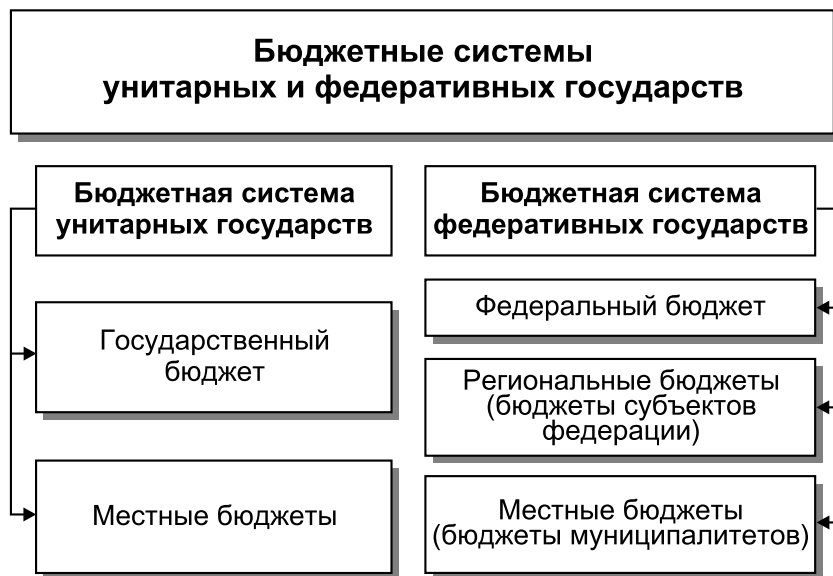 Бюджетные системы
унитарных и федеративных государств
Бюджетная система
унитарных государств
Государственный
бюджет
Местные бюджеты
Бюджетная система
федеративных государств
Федеральный бюджет
Региональные бюджеты
(бюджеты субъектов
федерации)
Местные бюджеты
(бюджеты муниципалитетов)